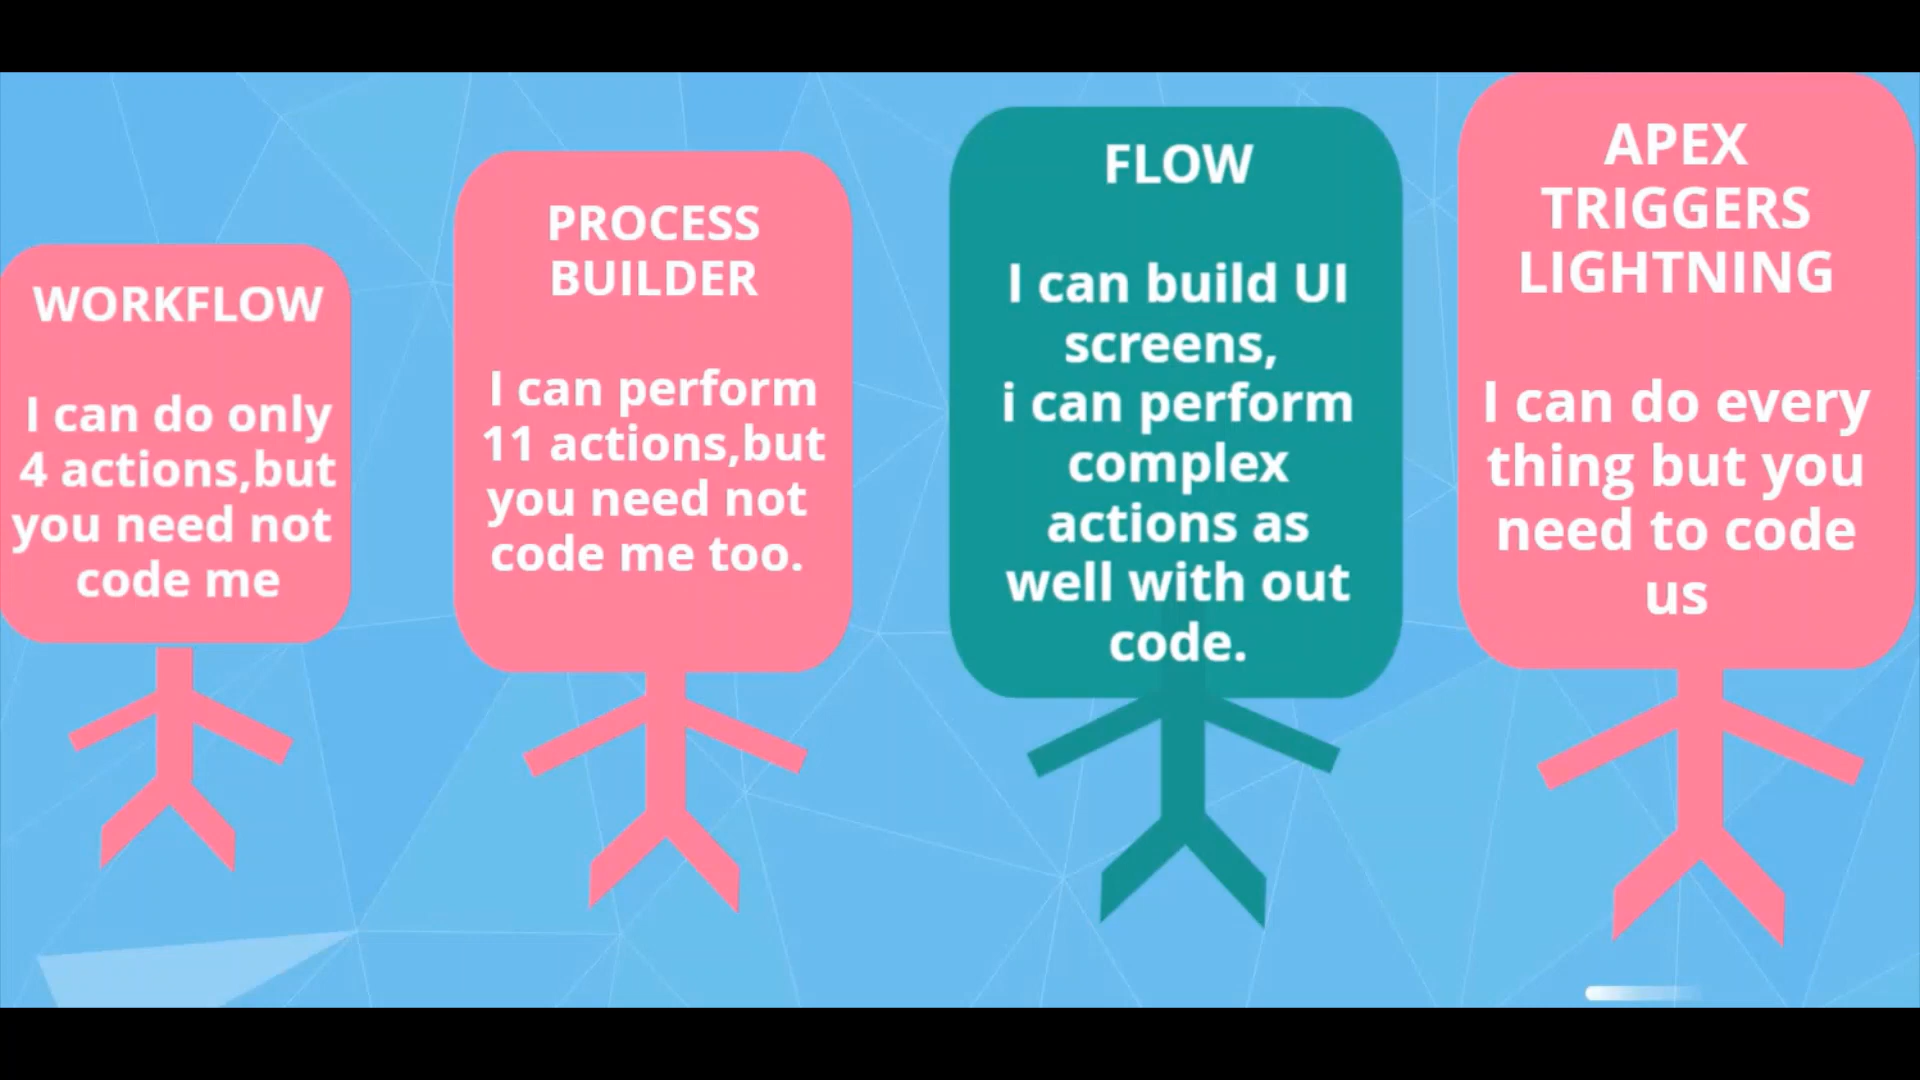 WORKFLOW
I can do only
4 actions,but
you need not
code me
PROCESS
BUILDER
I can perform
11 actions,but
you need not
code me too.
FLOW
I can build UI
screens,
i can perform
complex
actions as
well with out
code.
APEX
TRIGGERS
LIGHTNING
I can do every
thing but you
need to code
us